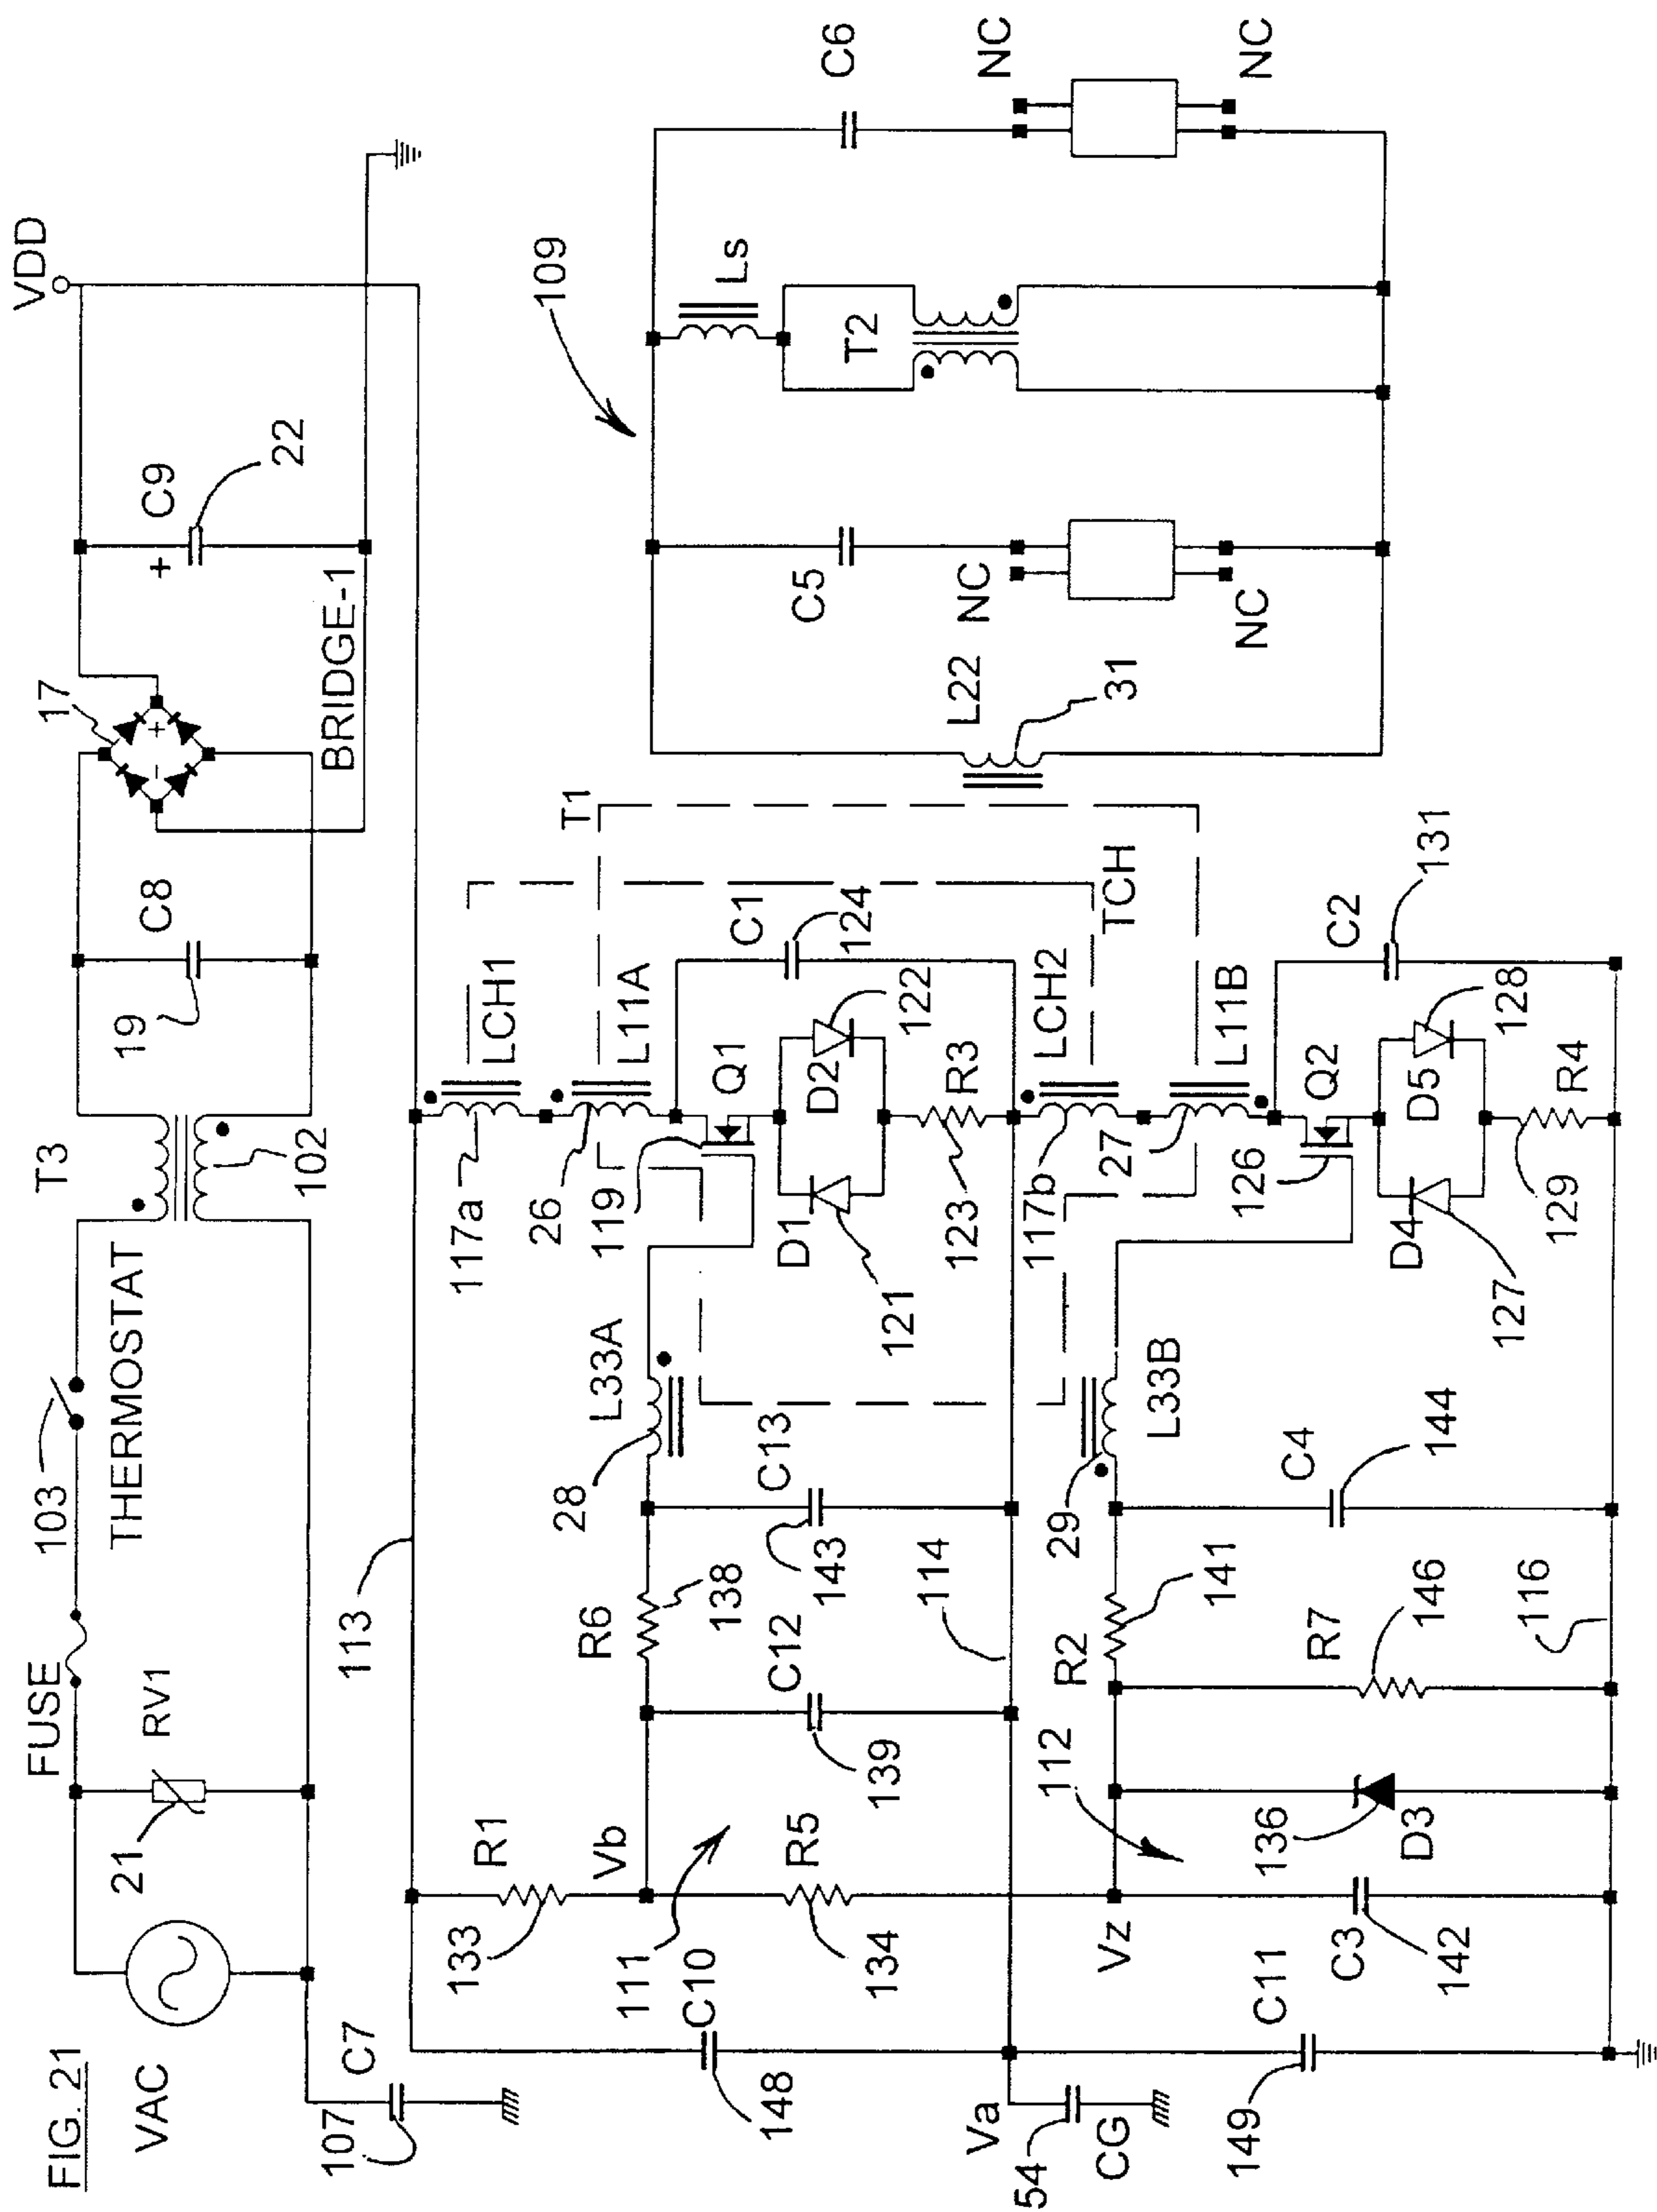 FIG. 21
VAC
FUSE
RV1
21
103
THERMOSTAT
T3
102
C8
19
17
BRIDGE-1
+
-
C9
+
22
VDD
C7
107
113
R1
133
Vb
111
C10
148
R5
134
R6
138
C12
139
C13
143
28
L33A
114
Va
54
CG
117a
LCH1
26
L11A
119
Q1
C1
124
D1
121
D2
122
R3
123
T1
TCH
LCH2
117b
27
L11B
126
Q2
C2
131
D4
127
D5
128
R4
129
112
Vz
C11
149
C3
142
136
D3
R2
141
R7
146
29
L33B
C4
144
116
109
L22
31
C5
NC
NC
T2
Ls
C6
NC
NC